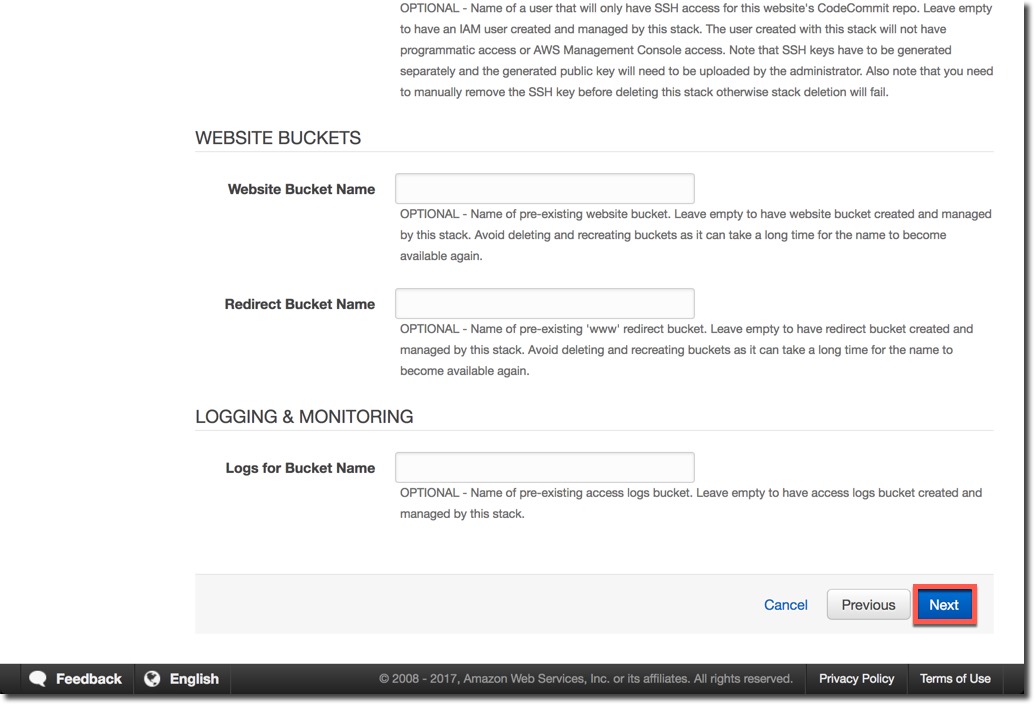 OPTIONAL - Name of a user that will only have SSH access for this website's CodeCommit repo. Leave empty
to have an IAM user created and managed by this stack. The user created with this stack will not have
programmatic access or AWS Management Console access. Note that SSH keys have to be generated
separately and the generated public key will need to be uploaded by the administrator. Also note that you need
to manually remove the SSH key before deleting this stack otherwise stack deletion will fail.
WEBSITE BUCKETS
Website Bucket Name
OPTIONAL - Name of pre-existing website bucket. Leave empty to have website bucket created and managed
by this stack. Avoid deleting and recreating buckets as it can take a long time for the name to become
available again.
Redirect Bucket Name
OPTIONAL - Name of pre-existing 'www' redirect bucket. Leave empty to have redirect bucket created and
managed by this stack. Avoid deleting and recreating buckets as it can take a long time for the name to
become available again.
LOGGING & MONITORING
Logs for Bucket Name
OPTIONAL - Name of pre-existing access logs bucket. Leave empty to have access logs bucket created and
managed by this stack.
Cancel Previous Next
Feedback English © 2008 - 2017, Amazon Web Services, Inc. or its affiliates. All rights reserved. Privacy Policy Terms of Use